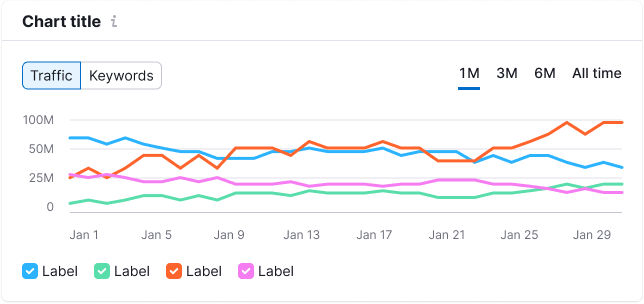 Chart title i
Traffic Keywords 1M 3M 6M All time
100M
50M
25M
0
Jan 1 Jan 5 Jan 9 Jan 13 Jan 17 Jan 21 Jan 25 Jan 29
Label Label Label Label